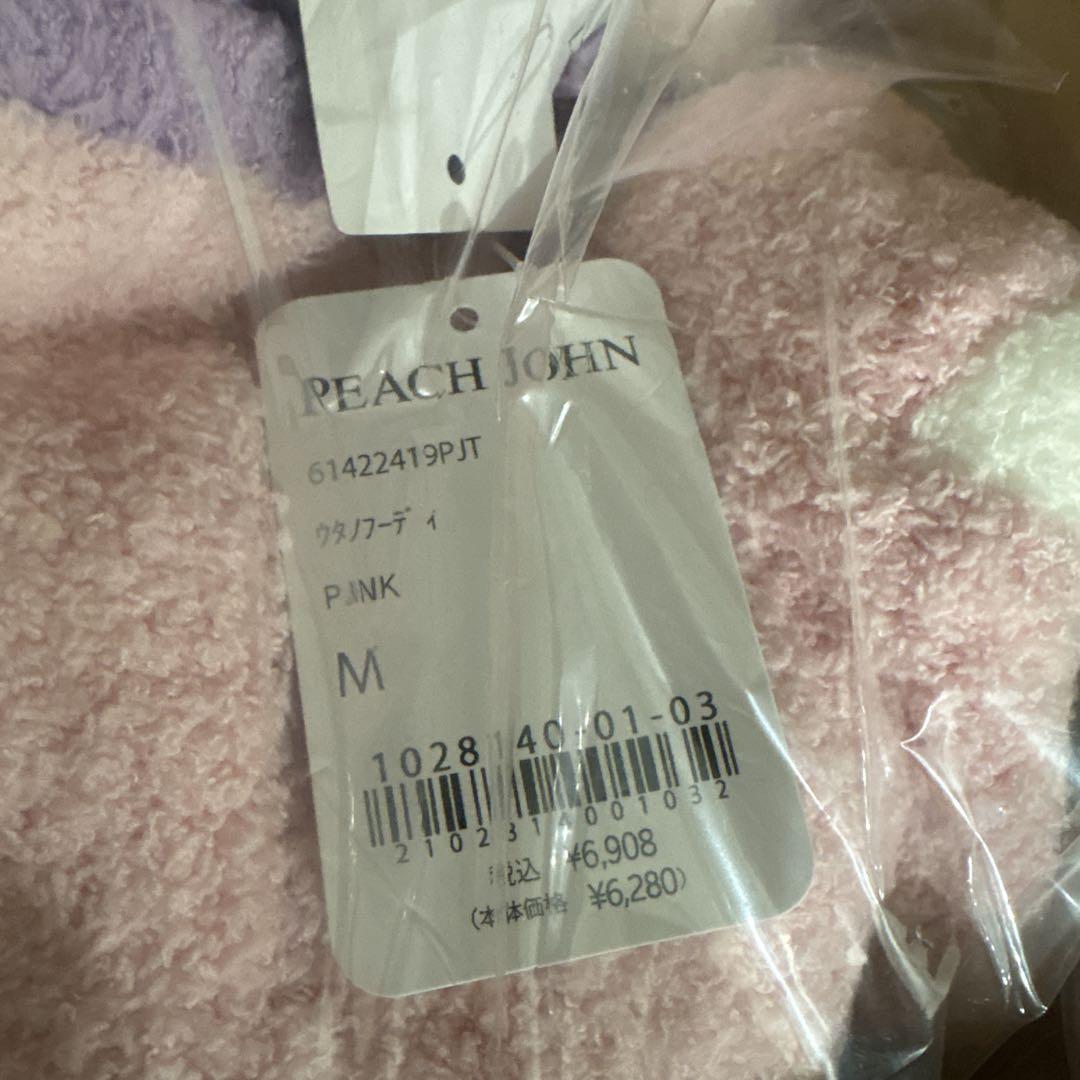 PEACH JOHN
61422419PJT
ウタノフーディ
PINK
M
1028140-01-03
2102814001032
税込 ¥6,908
(本体価格 ¥6,280)